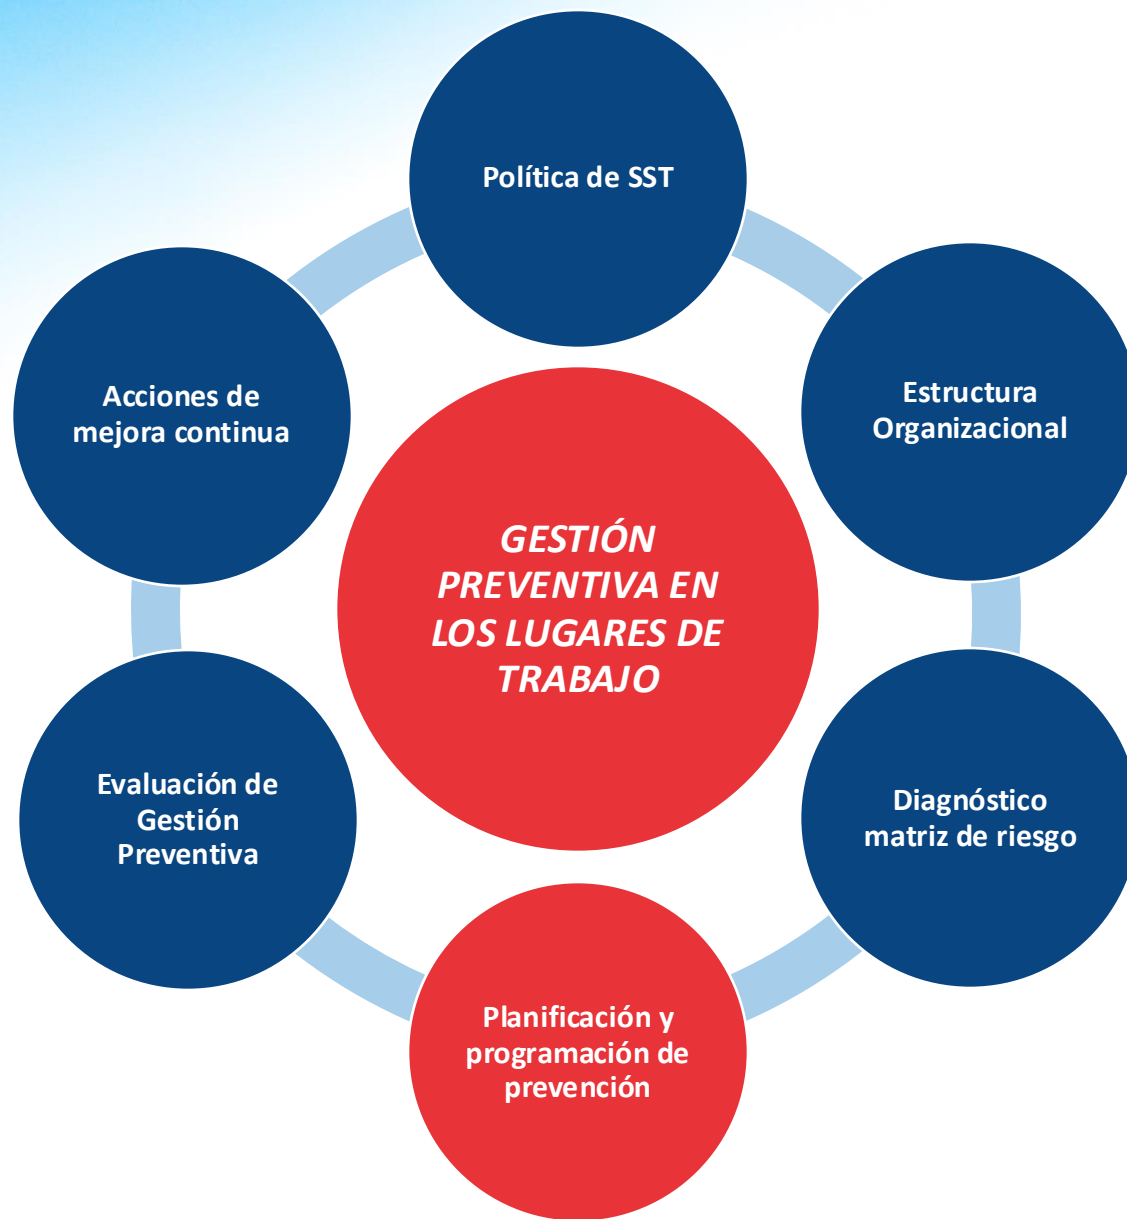 Política de SST
Estructura
Organizacional
Diagnóstico
matriz de riesgo
Planificación y
programación de
prevención
Evaluación de
Gestión
Preventiva
Acciones de
mejora continua
GESTIÓN
PREVENTIVA EN
LOS LUGARES DE
TRABAJO